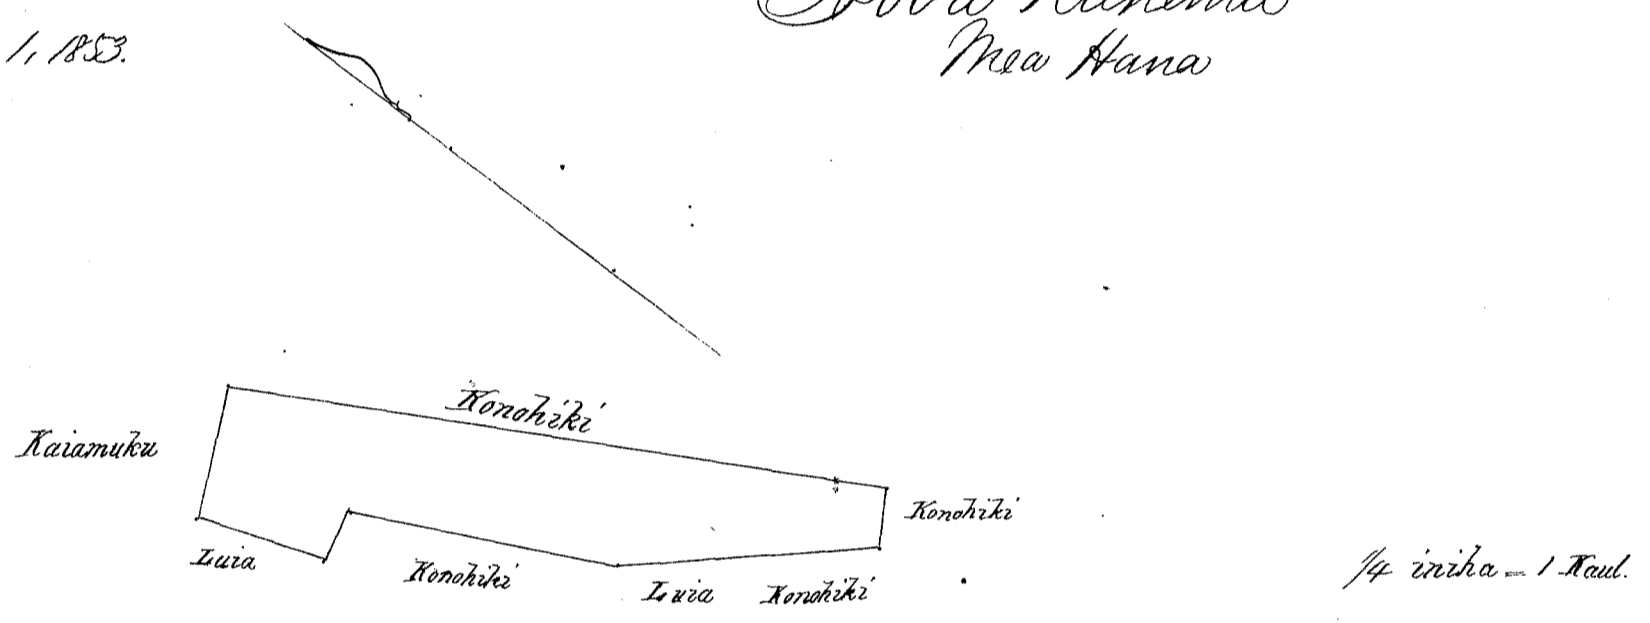 1, 1853.
Mea Hana
Konohiki
Kaiamuku
Konohiki
Luia
Konohiki
Luia
Konohiki
1/4 iniha = 1 Kaul.